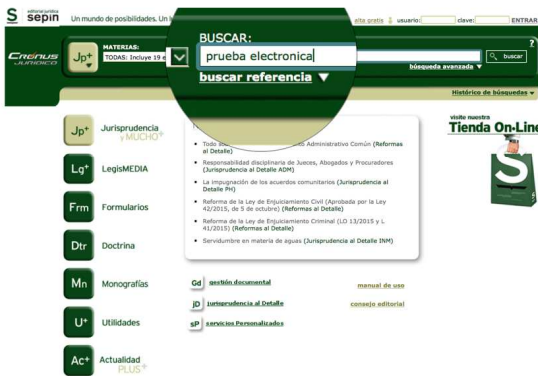 S editorial jurídica
sepin
Un mundo de posibilidades. Un
alta gratis usuario: clave: ENTRAR
CRONUS
JURIDICO
Jp+
MATERIAS:
TODAS: Incluye 19 e
BUSCAR:
prueba electronica
buscar referencia ▼
?
buscar
búsqueda avanzada ▼
Histórico de búsquedas ▼
Jp+ Jurisprudencia
y MUCHO+
Lg+ LegisMEDIA
Frm Formularios
Dtr Doctrina
Mn Monografías
U+ Utilidades
Ac+ Actualidad
PLUS+
• Todo Administrativo Común (Reformas
al Detalle)
• Responsabilidad disciplinaria de Jueces, Abogados y Procuradores
(Jurisprudencia al Detalle ADM)
• La impugnación de los acuerdos comunitarios (Jurisprudencia al
Detalle PH)
• Reforma de la Ley de Enjuiciamiento Civil (Aprobada por la Ley
42/2015, de 5 de octubre) (Reformas al Detalle)
• Reforma de la Ley de Enjuiciamiento Criminal (LO 13/2015 y L
41/2015) (Reformas al Detalle)
• Servidumbre en materia de aguas (Jurisprudencia al Detalle INM)
Gd gestión documental
jD jurisprudencia al Detalle
sP servicios Personalizados
manual de uso
consejo editorial
visite nuestra
Tienda On-Line
S